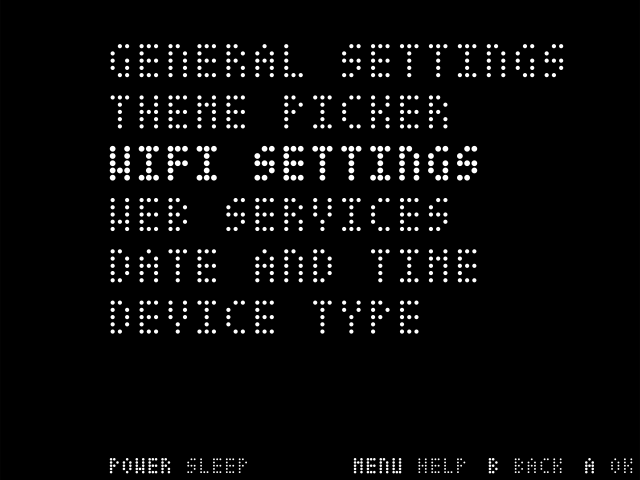 GENERAL SETTINGS
THEME PICKER
WIFI SETTINGS
WEB SERVICES
DATE AND TIME
DEVICE TYPE
POWER SLEEP MENU HELP B BACK A OK